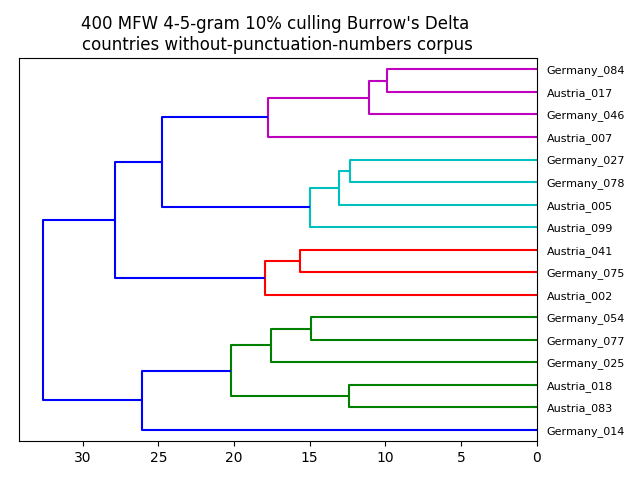 400 MFW 4-5-gram 10% culling Burrow's Delta
countries without-punctuation-numbers corpus
Germany_084
Austria_017
Germany_046
Austria_007
Germany_027
Germany_078
Austria_005
Austria_099
Austria_041
Germany_075
Austria_002
Germany_054
Germany_077
Germany_025
Austria_018
Austria_083
Germany_014
30 25 20 15 10 5 0